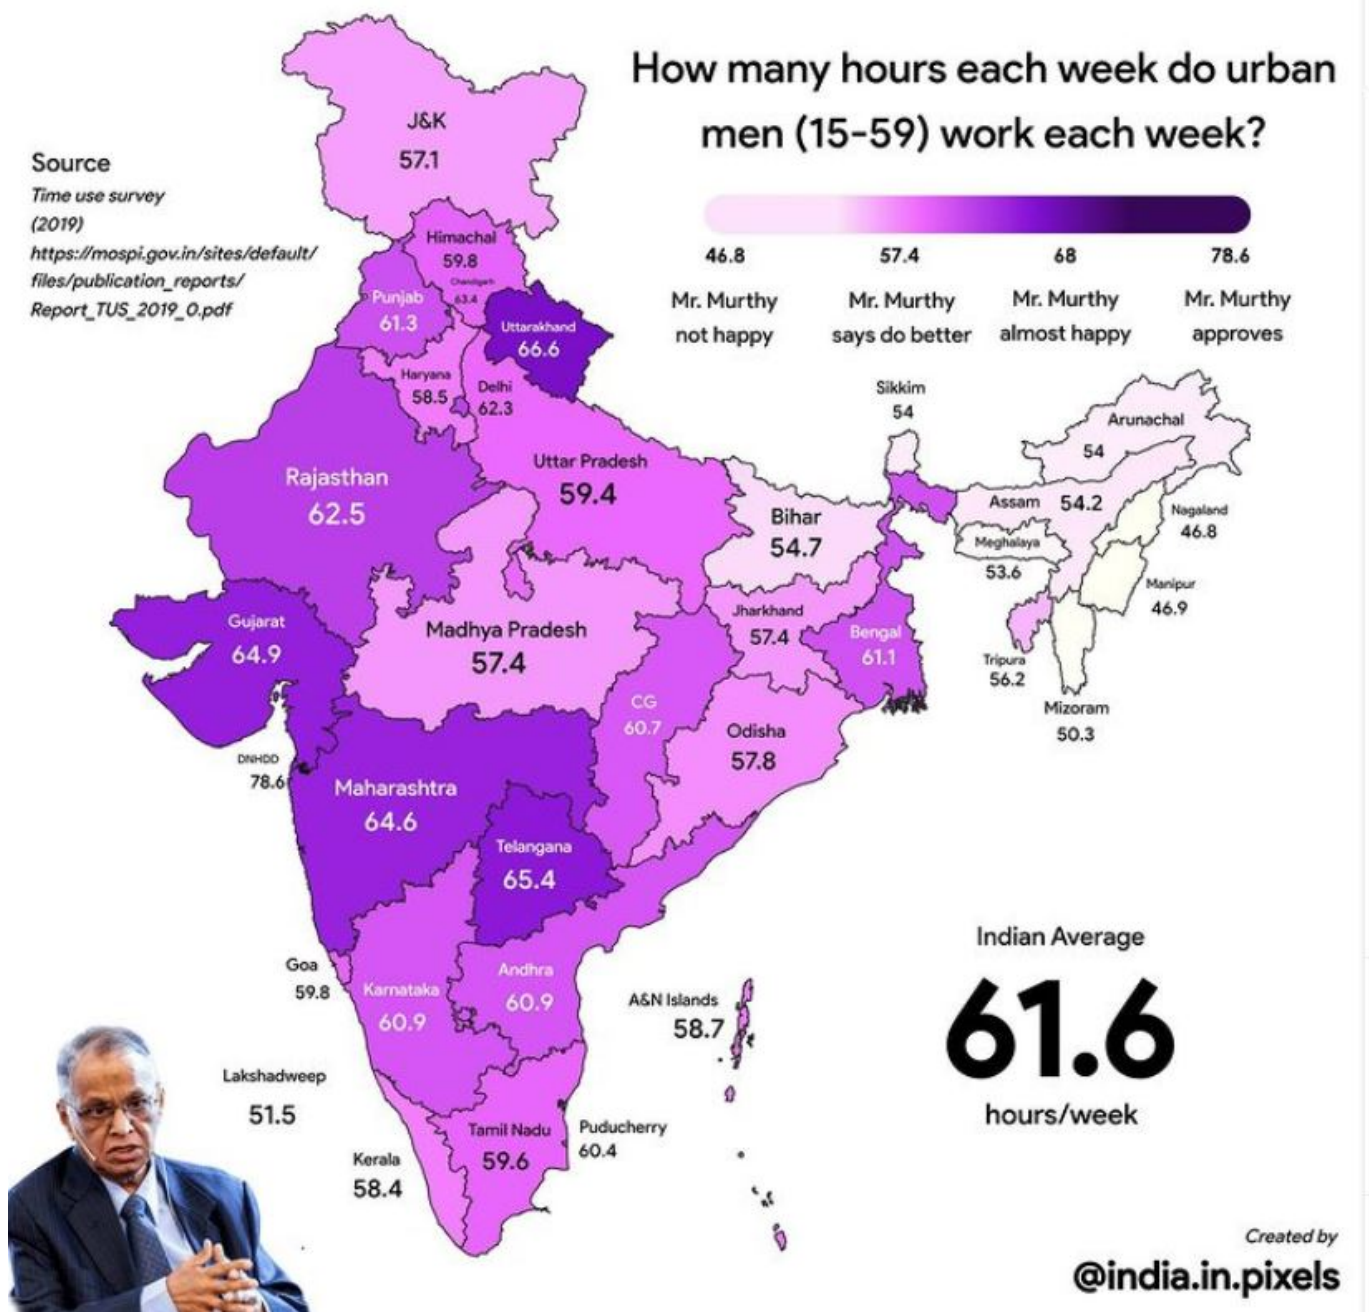 How many hours each week do urban
men (15-59) work each week?
Source
Time use survey
(2019)
https://mospi.gov.in/sites/default/
files/publication_reports/
Report_TUS_2019_0.pdf
46.8
57.4
68
78.6
Mr. Murthy
not happy
Mr. Murthy
says do better
Mr. Murthy
almost happy
Mr. Murthy
approves
J&K
57.1
Himachal
59.8
Chandigarh
63.4
Punjab
61.3
Uttarakhand
66.6
Haryana
58.5
Delhi
62.3
Sikkim
54
Arunachal
54
Rajasthan
62.5
Uttar Pradesh
59.4
Bihar
54.7
Assam 54.2
Nagaland
46.8
Meghalaya
53.6
Manipur
46.9
Gujarat
64.9
Madhya Pradesh
57.4
Jharkhand
57.4
Bengal
61.1
Tripura
56.2
Mizoram
50.3
CG
60.7
Odisha
57.8
DNHDD
78.6
Maharashtra
64.6
Telangana
65.4
Goa
59.8
Karnataka
60.9
Andhra
60.9
A&N Islands
58.7
Indian Average
61.6
hours/week
Lakshadweep
51.5
Kerala
58.4
Tamil Nadu
59.6
Puducherry
60.4
Created by
@india.in.pixels